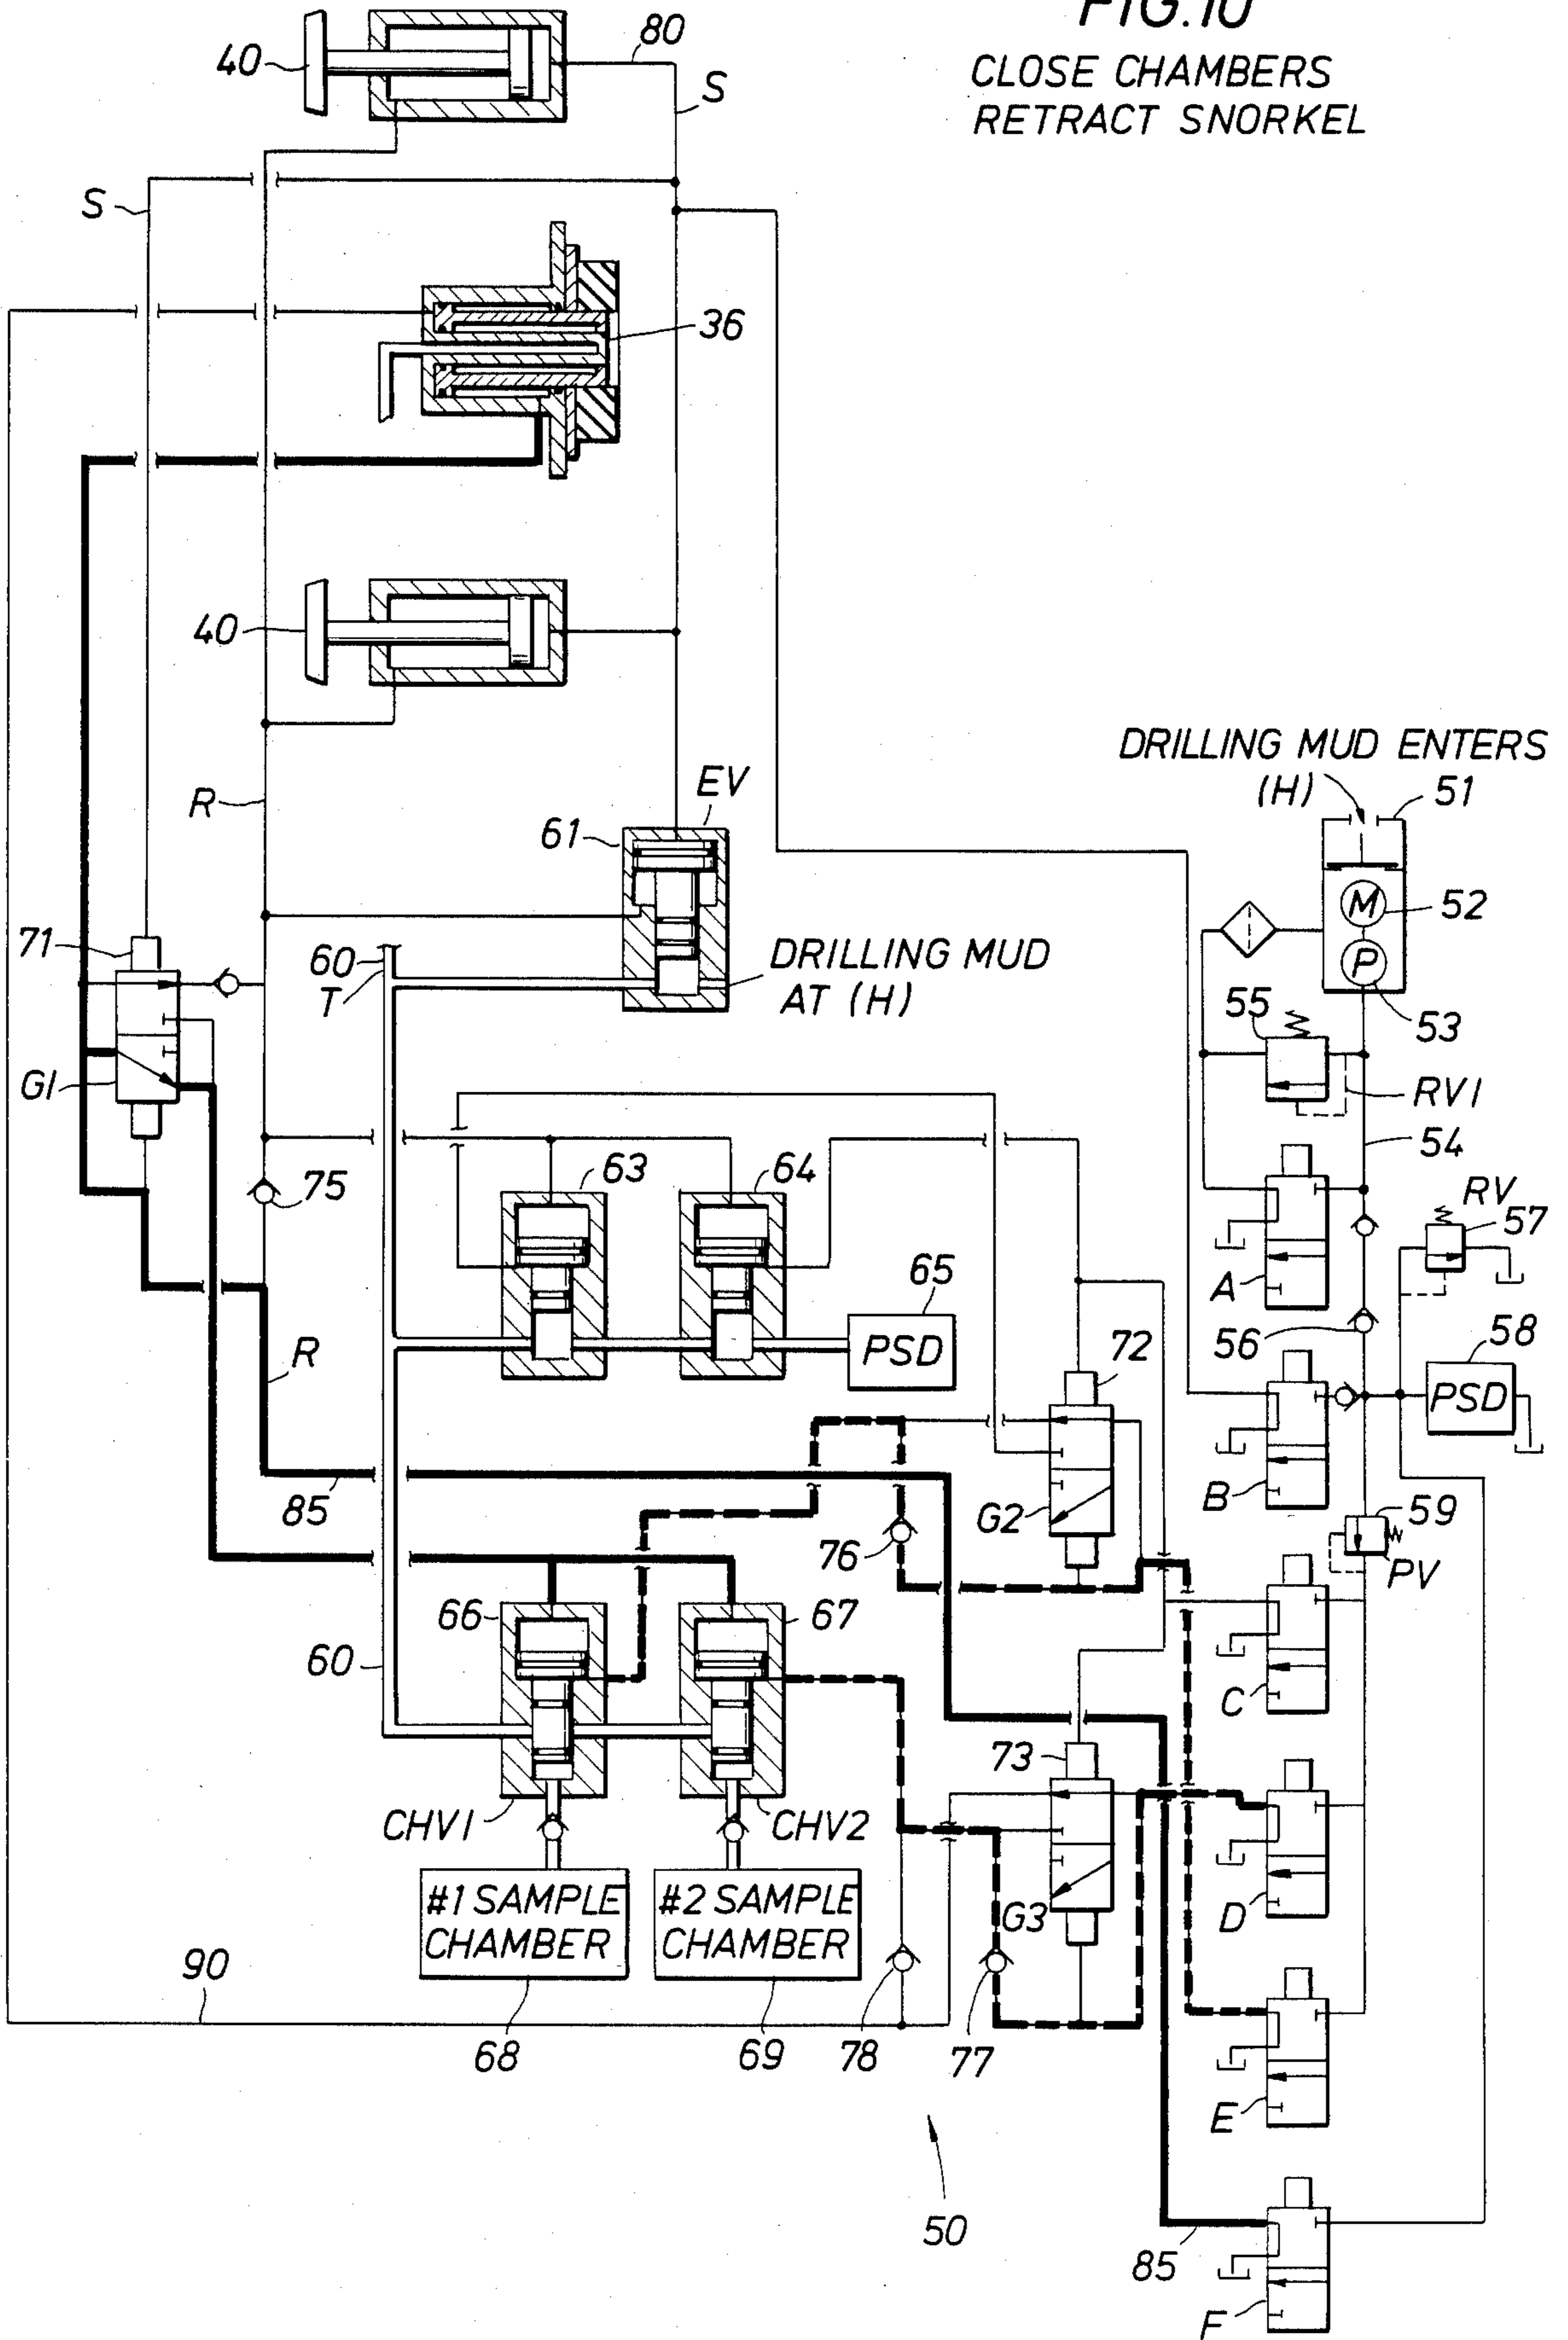 FIG.10
CLOSE CHAMBERS
RETRACT SNORKEL
40
80
S
S
36
40
DRILLING MUD ENTERS
(H)
51
R
EV
61
M
52
71
60
T
DRILLING MUD
AT (H)
P
53
55
G1
RV1
54
63
64
75
RV
57
65
A
PSD
56
58
R
72
PSD
85
G2
B
59
76
PV
66
67
60
C
73
CHV1
CHV2
#1 SAMPLE
CHAMBER
#2 SAMPLE
CHAMBER
G3
D
90
68
69
78
77
E
50
85
F